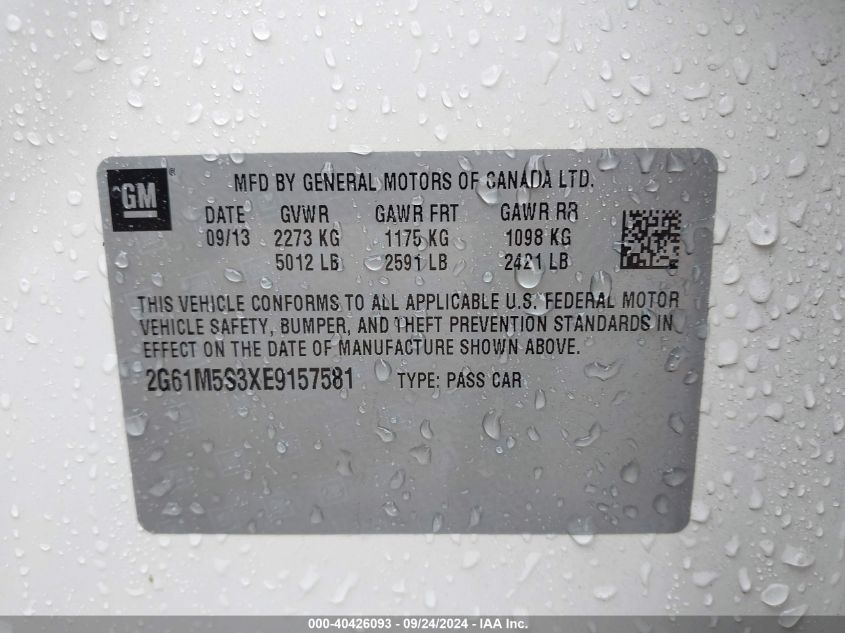 GM ®
MFD BY GENERAL MOTORS OF CANADA LTD.
DATE GVWR GAWR FRT GAWR RR
09/13 2273 KG 1175 KG 1098 KG
5012 LB 2591 LB 2421 LB
THIS VEHICLE CONFORMS TO ALL APPLICABLE U.S. FEDERAL MOTOR
VEHICLE SAFETY, BUMPER, AND THEFT PREVENTION STANDARDS IN
EFFECT ON THE DATE OF MANUFACTURE SHOWN ABOVE.
2G61M5S3XE9157581 TYPE: PASS CAR
000-40426093 - 09/24/2024 - IAA Inc.